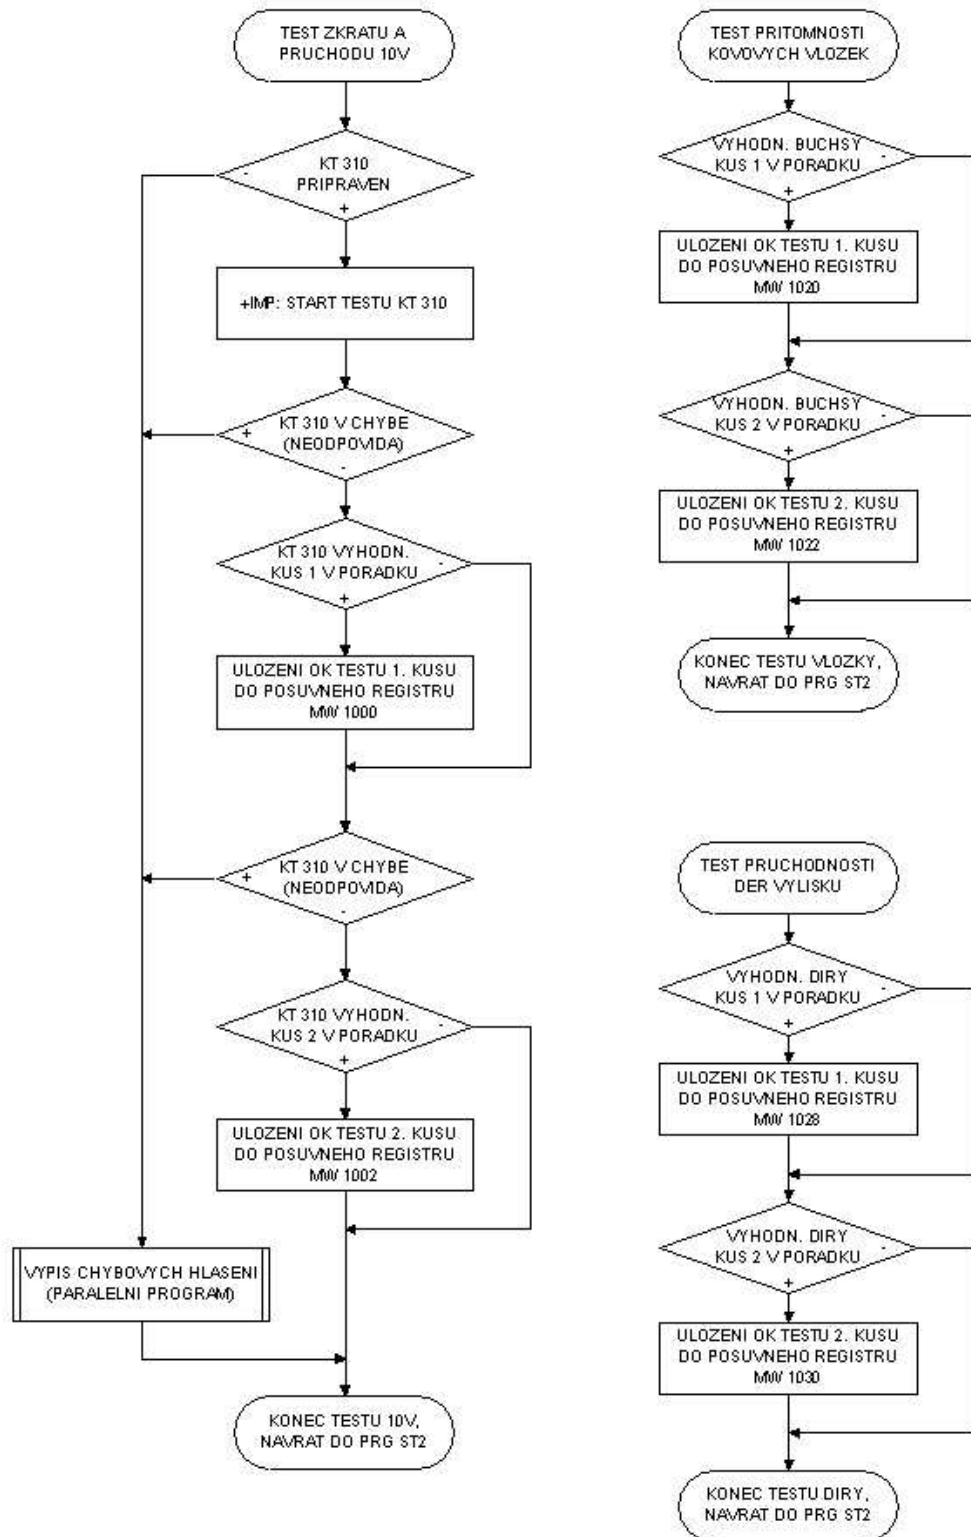 TEST ZKRATU A
PRUCHODU 10V
KT 310
PRIPRAVEN
-
+
+IMP: START TESTU KT 310
KT 310 V CHYBE
(NEODPOVIDA)
+
-
KT 310 VYHODN.
KUS 1 V PORADKU
-
+
ULOZENI OK TESTU 1. KUSU
DO POSUVNEHO REGISTRU
MW 1000
KT 310 V CHYBE
(NEODPOVIDA)
+
-
KT 310 VYHODN.
KUS 2 V PORADKU
-
+
ULOZENI OK TESTU 2. KUSU
DO POSUVNEHO REGISTRU
MW 1002
VYPIS CHYBOVYCH HLASENI
(PARALELNI PROGRAM)
KONEC TESTU 10V,
NAVRAT DO PRG ST2
TEST PRITOMNOSTI
KOVOVYCH VLOZEK
VYHODN. BUCHSY
KUS 1 V PORADKU
-
+
ULOZENI OK TESTU 1. KUSU
DO POSUVNEHO REGISTRU
MW 1020
VYHODN. BUCHSY
KUS 2 V PORADKU
-
+
ULOZENI OK TESTU 2. KUSU
DO POSUVNEHO REGISTRU
MW 1022
KONEC TESTU VLOZKY,
NAVRAT DO PRG ST2
TEST PRUCHODNOSTI
DER VYLISKU
VYHODN. DIRY
KUS 1 V PORADKU
-
+
ULOZENI OK TESTU 1. KUSU
DO POSUVNEHO REGISTRU
MW 1028
VYHODN. DIRY
KUS 2 V PORADKU
-
+
ULOZENI OK TESTU 2. KUSU
DO POSUVNEHO REGISTRU
MW 1030
KONEC TESTU DIRY,
NAVRAT DO PRG ST2